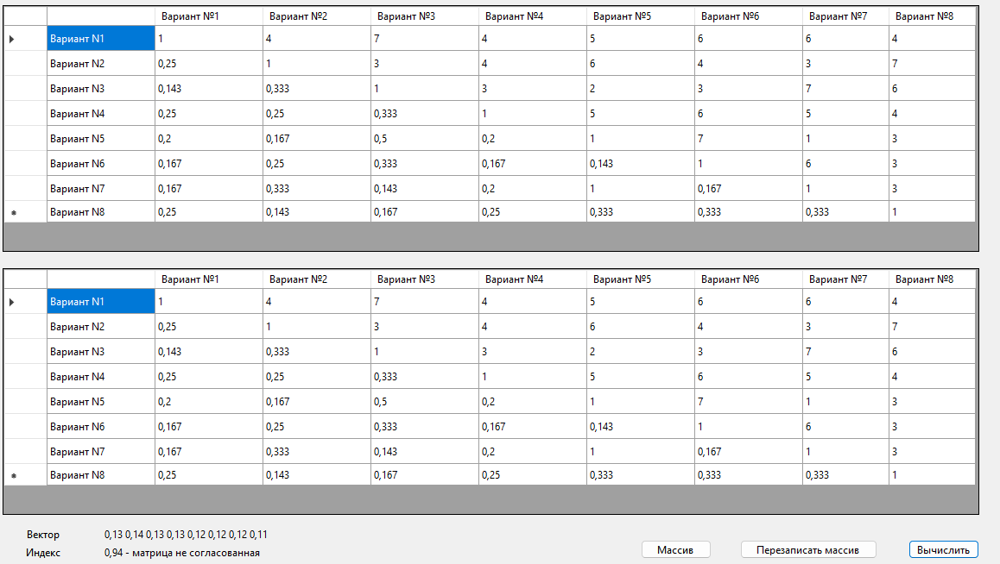 Вариант №1 Вариант №2 Вариант №3 Вариант №4 Вариант №5 Вариант №6 Вариант №7 Вариант №8
Вариант N1 1 4 7 4 5 6 6 4
Вариант N2 0,25 1 3 4 6 4 3 7
Вариант N3 0,143 0,333 1 3 2 3 7 6
Вариант N4 0,25 0,25 0,333 1 5 6 5 4
Вариант N5 0,2 0,167 0,5 0,2 1 7 1 3
Вариант N6 0,167 0,25 0,333 0,167 0,143 1 6 3
Вариант N7 0,167 0,333 0,143 0,2 1 0,167 1 3
Вариант N8 0,25 0,143 0,167 0,25 0,333 0,333 0,333 1
Вариант №1 Вариант №2 Вариант №3 Вариант №4 Вариант №5 Вариант №6 Вариант №7 Вариант №8
Вариант N1 1 4 7 4 5 6 6 4
Вариант N2 0,25 1 3 4 6 4 3 7
Вариант N3 0,143 0,333 1 3 2 3 7 6
Вариант N4 0,25 0,25 0,333 1 5 6 5 4
Вариант N5 0,2 0,167 0,5 0,2 1 7 1 3
Вариант N6 0,167 0,25 0,333 0,167 0,143 1 6 3
Вариант N7 0,167 0,333 0,143 0,2 1 0,167 1 3
Вариант N8 0,25 0,143 0,167 0,25 0,333 0,333 0,333 1
Вектор 0,13 0,14 0,13 0,13 0,12 0,12 0,12 0,11
Индекс 0,94 - матрица не согласованная
Массив Перезаписать массив Вычислить